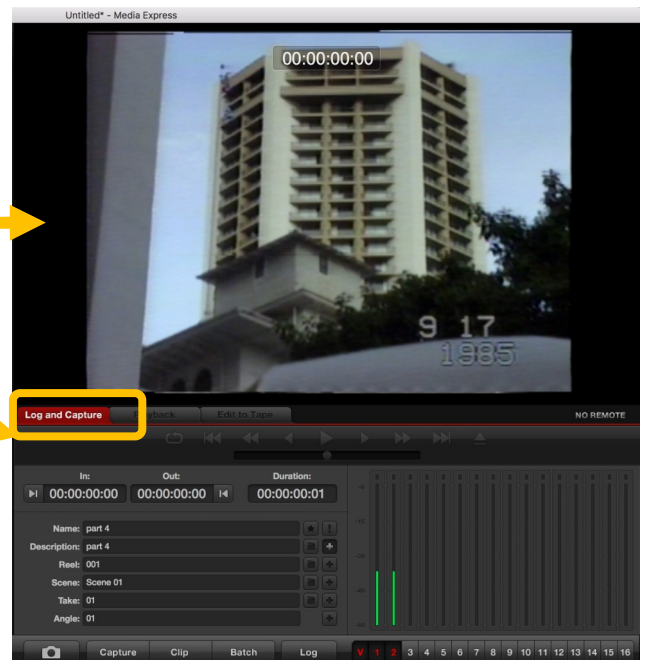 Untitled* - Media Express
00:00:00:00
9 17
1985
Log and Capture
Playback
Edit to Tape
NO REMOTE
In:
Out:
Duration:
00:00:00:00
00:00:00:00
00:00:00:01
Name: part 4
Description: part 4
Reel: 001
Scene: Scene 01
Take: 01
Angle: 01
Capture
Clip
Batch
Log
V 1 2 3 4 5 6 7 8 9 10 11 12 13 14 15 16